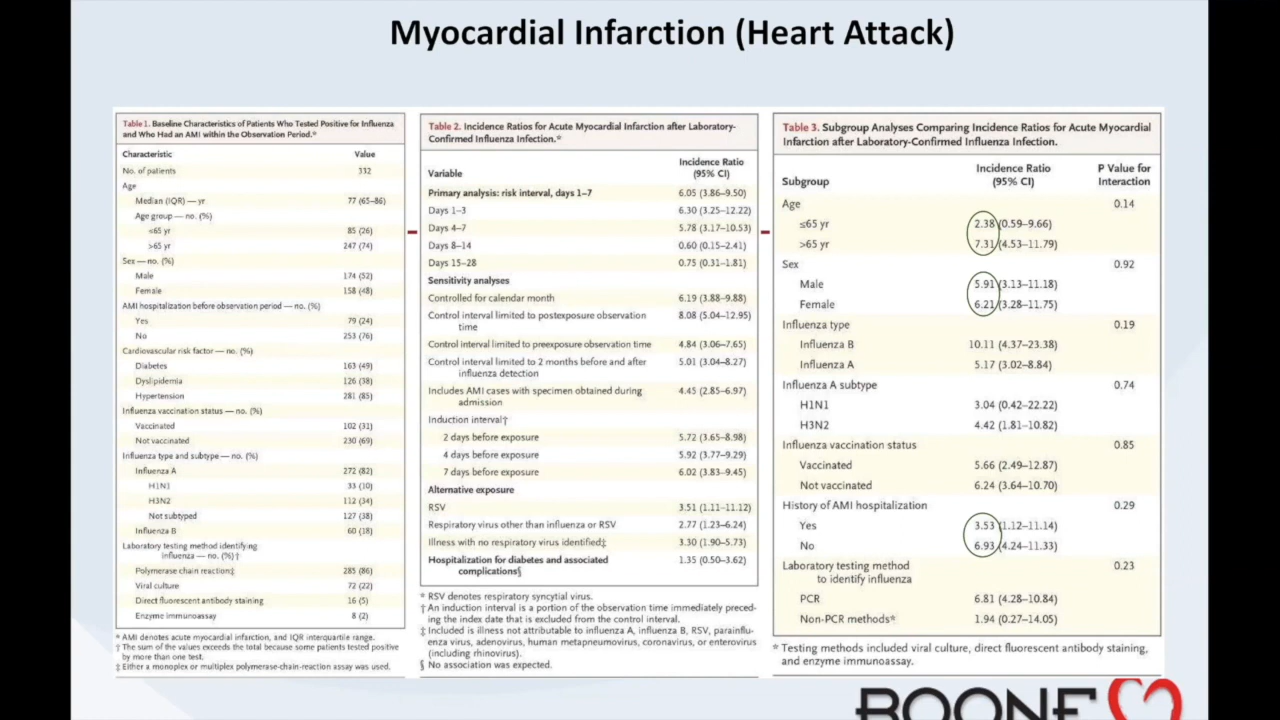 Myocardial Infarction (Heart Attack)
Table 1. Baseline Characteristics of Patients Who Tested Positive for Influenza
and Who Had an AMI within the Observation Period.*
Characteristic Value
No. of patients 332
Age
Median (IQR) — yr 77 (65–86)
Age group — no. (%)
≤65 yr 85 (26)
>65 yr 247 (74)
Sex — no. (%)
Male 174 (52)
Female 158 (48)
AMI hospitalization before observation period — no. (%)
Yes 79 (24)
No 253 (76)
Cardiovascular risk factor — no. (%)
Diabetes 163 (49)
Dyslipidemia 126 (38)
Hypertension 281 (85)
Influenza vaccination status — no. (%)
Vaccinated 102 (31)
Not vaccinated 230 (69)
Influenza type and subtype — no. (%)
Influenza A 272 (82)
H1N1 33 (10)
H3N2 112 (34)
Not subtyped 127 (38)
Influenza B 60 (18)
Laboratory testing method identifying
influenza — no. (%)†
Polymerase chain reaction‡ 285 (86)
Viral culture 72 (22)
Direct fluorescent antibody staining 16 (5)
Enzyme immunoassay 8 (2)
* AMI denotes acute myocardial infarction, and IQR interquartile range.
† The sum of the values exceeds the total because some patients tested positive
by more than one test.
‡ Either a monoplex or multiplex polymerase-chain-reaction assay was used.
Table 2. Incidence Ratios for Acute Myocardial Infarction after Laboratory-
Confirmed Influenza Infection.*
Variable Incidence Ratio
(95% CI)
Primary analysis: risk interval, days 1–7 6.05 (3.86–9.50)
Days 1–3 6.30 (3.25–12.22)
Days 4–7 5.78 (3.17–10.53)
Days 8–14 0.60 (0.15–2.41)
Days 15–28 0.75 (0.31–1.81)
Sensitivity analyses
Controlled for calendar month 6.19 (3.88–9.88)
Control interval limited to postexposure observation 8.08 (5.04–12.95)
time
Control interval limited to preexposure observation time 4.84 (3.06–7.65)
Control interval limited to 2 months before and after 5.01 (3.04–8.27)
influenza detection
Includes AMI cases with specimen obtained during 4.45 (2.85–6.97)
admission
Induction interval†
2 days before exposure 5.72 (3.65–8.98)
4 days before exposure 5.92 (3.77–9.29)
7 days before exposure 6.02 (3.83–9.45)
Alternative exposure
RSV 3.51 (1.11–11.12)
Respiratory virus other than influenza or RSV 2.77 (1.23–6.24)
Illness with no respiratory virus identified‡ 3.30 (1.90–5.73)
Hospitalization for diabetes and associated 1.35 (0.50–3.62)
complications§
* RSV denotes respiratory syncytial virus.
† An induction interval is a portion of the observation time immediately preced-
ing the index date that is excluded from the control interval.
‡ Included is illness not attributable to influenza A, influenza B, RSV, parainflu-
enza virus, adenovirus, human metapneumovirus, coronavirus, or enterovirus
(including rhinovirus).
§ No association was expected.
Table 3. Subgroup Analyses Comparing Incidence Ratios for Acute Myocardial
Infarction after Laboratory-Confirmed Influenza Infection.
Subgroup Incidence Ratio
(95% CI) P Value for
Interaction
Age 0.14
≤65 yr 2.38 (0.59–9.66)
>65 yr 7.31 (4.53–11.79)
Sex 0.92
Male 5.91 (3.13–11.18)
Female 6.21 (3.28–11.75)
Influenza type 0.19
Influenza B 10.11 (4.37–23.38)
Influenza A 5.17 (3.02–8.84)
Influenza A subtype 0.74
H1N1 3.04 (0.42–22.22)
H3N2 4.42 (1.81–10.82)
Influenza vaccination status 0.85
Vaccinated 5.66 (2.49–12.87)
Not vaccinated 6.24 (3.64–10.70)
History of AMI hospitalization 0.29
Yes 3.53 (1.12–11.14)
No 6.93 (4.24–11.33)
Laboratory testing method 0.23
to identify influenza
PCR 6.81 (4.28–10.84)
Non-PCR methods* 1.94 (0.27–14.05)
* Testing methods included viral culture, direct fluorescent antibody staining,
and enzyme immunoassay.
BOONE